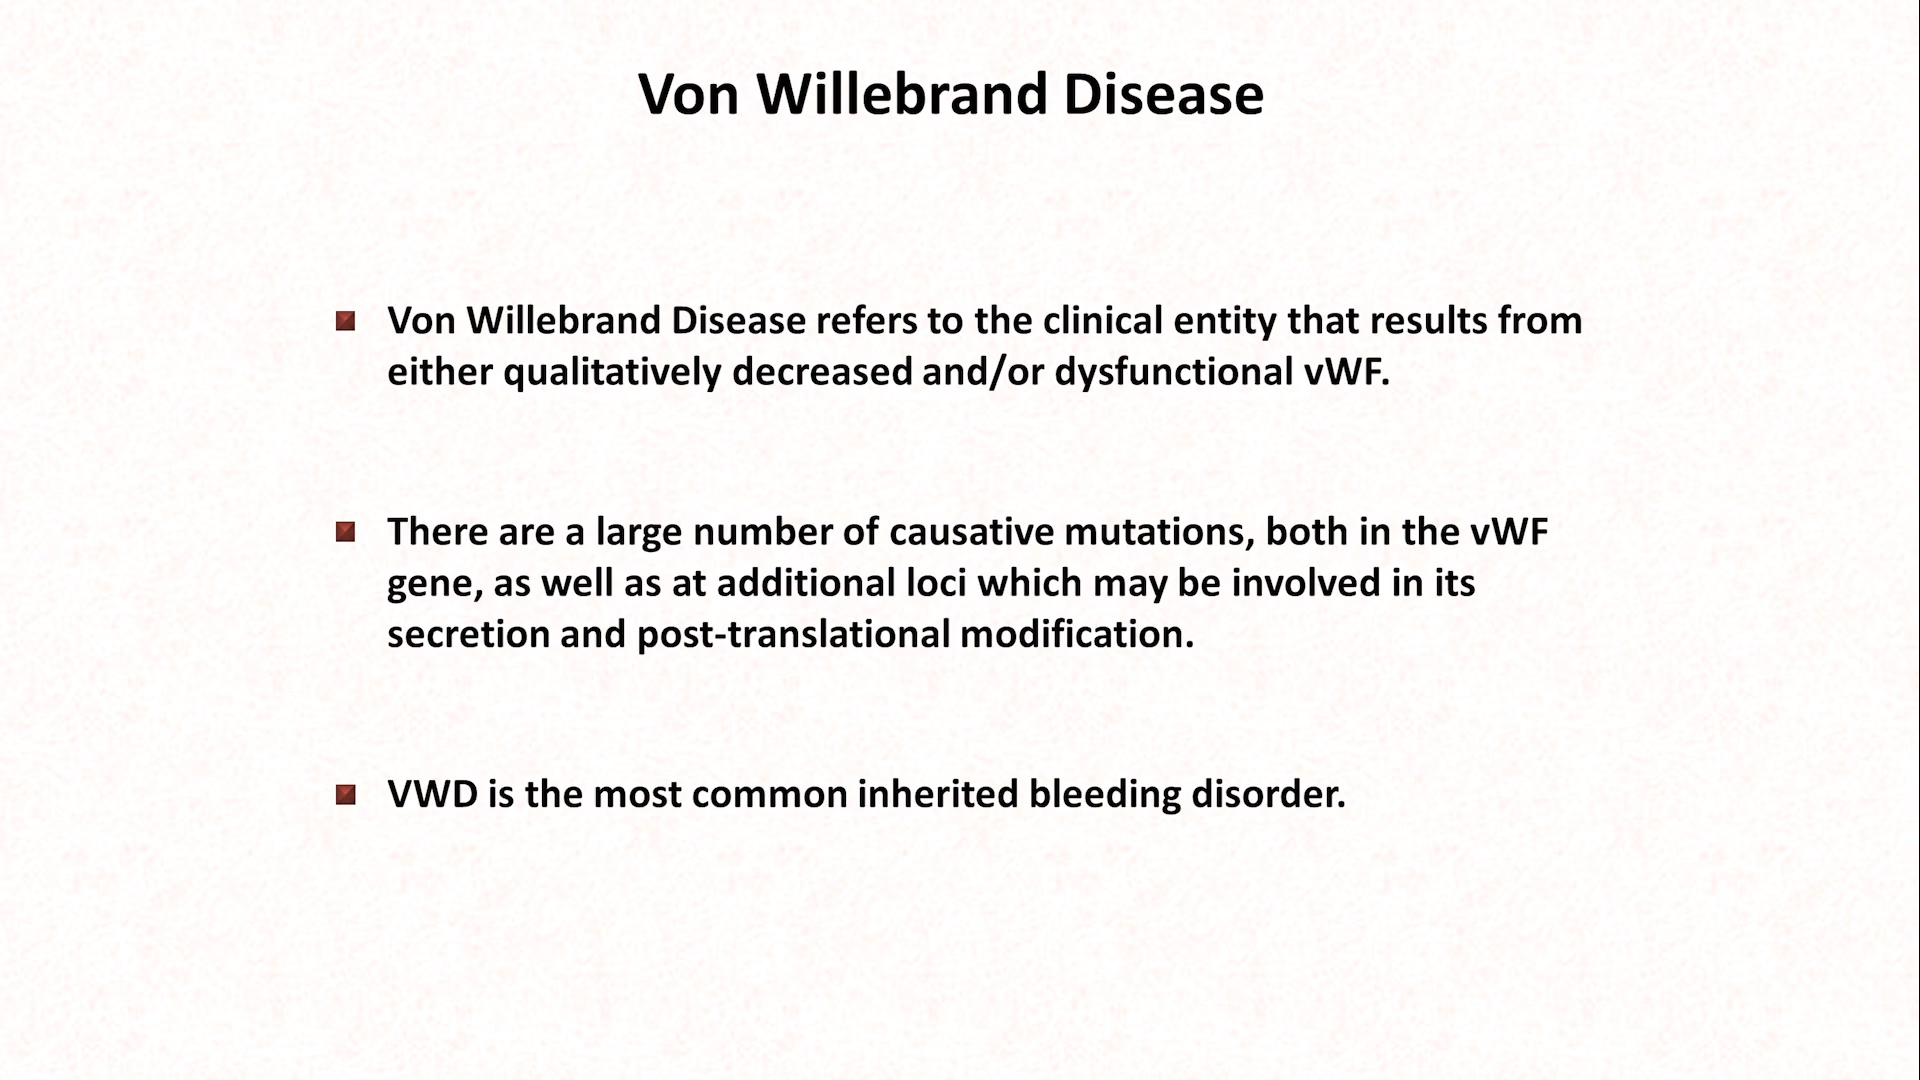 Von Willebrand Disease
Von Willebrand Disease refers to the clinical entity that results from
either qualitatively decreased and/or dysfunctional vWF.
There are a large number of causative mutations, both in the vWF
gene, as well as at additional loci which may be involved in its
secretion and post-translational modification.
VWD is the most common inherited bleeding disorder.